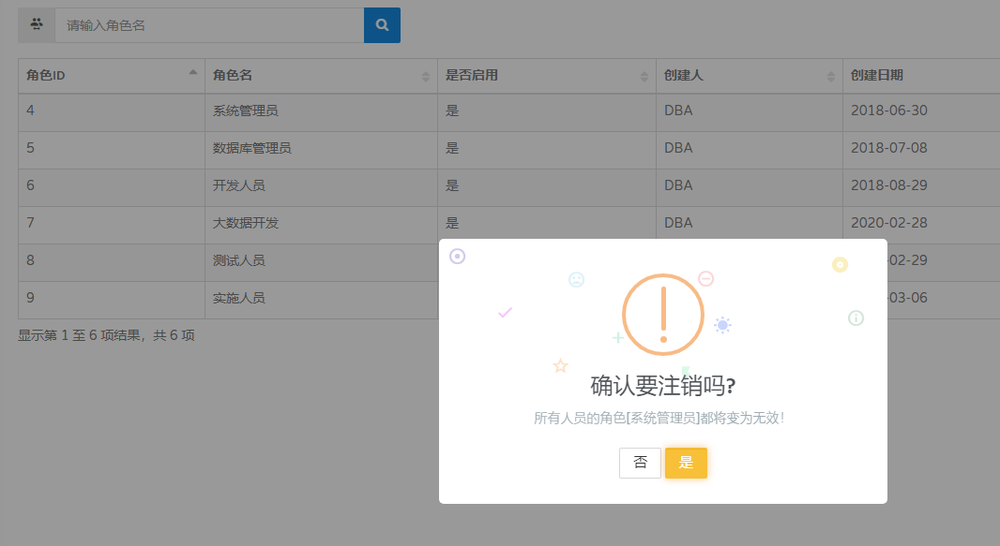 请输入角色名
角色ID 角色名 是否启用 创建人 创建日期
4 系统管理员 是 DBA 2018-06-30
5 数据库管理员 是 DBA 2018-07-08
6 开发人员 是 DBA 2018-08-29
7 大数据开发 是 DBA 2020-02-28
8 测试人员 -02-29
9 实施人员 -03-06
显示第 1 至 6 项结果，共 6 项
确认要注销吗?
所有人员的角色[系统管理员]都将变为无效!
否 是